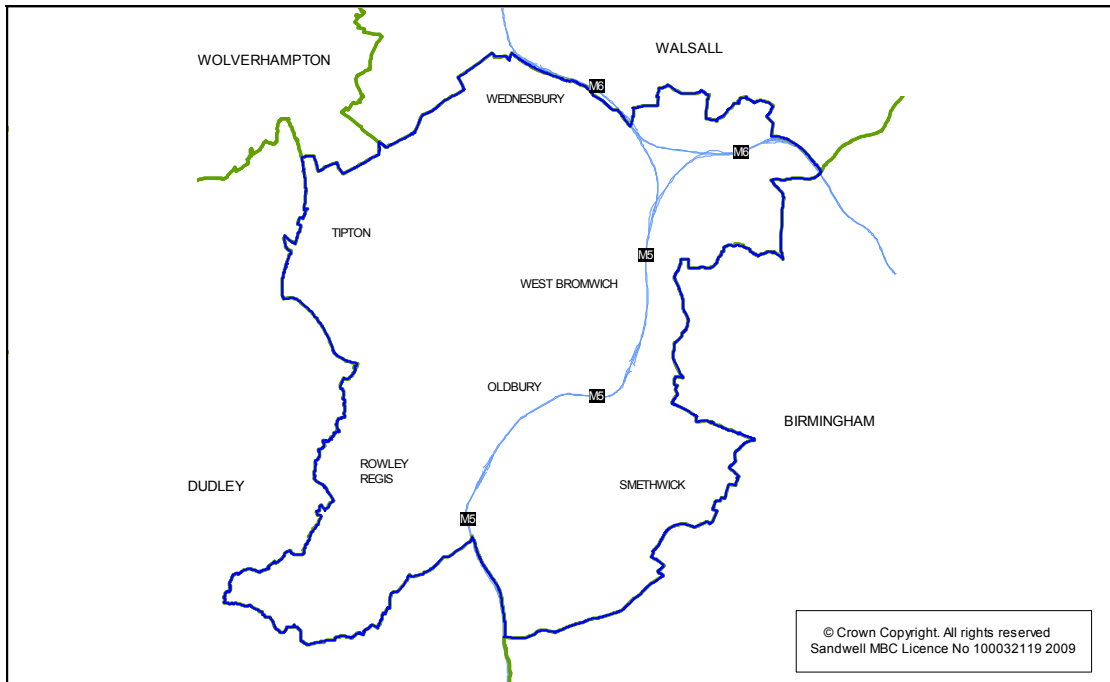 WALSALL
WOLVERHAMPTON
M6
WEDNESBURY
M6
TIPTON
M5
WEST BROMWICH
OLDBURY
M5
BIRMINGHAM
ROWLEY
REGIS
DUDLEY
SMETHWICK
M5
© Crown Copyright. All rights reserved
Sandwell MBC Licence No 100032119 2009